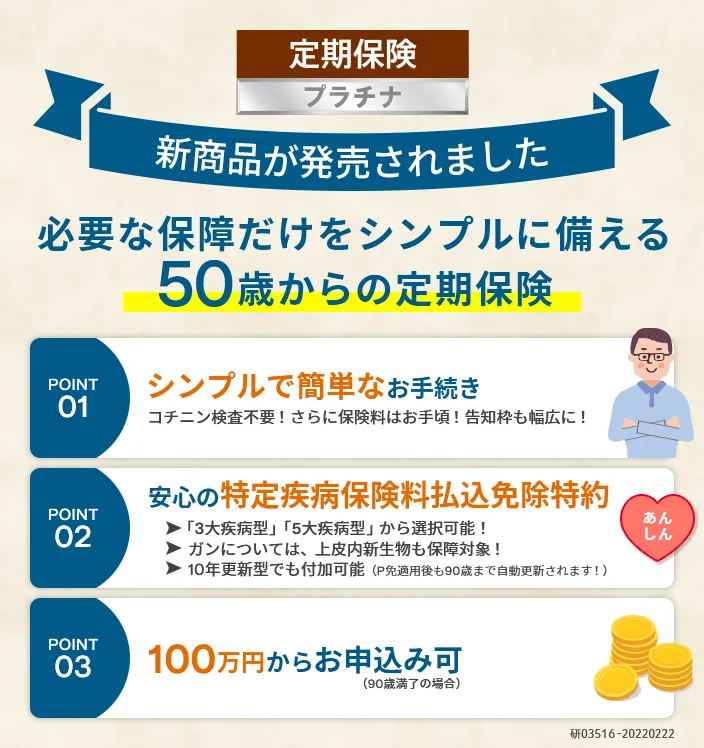 定期保険
プラチナ
新商品が発売されました
必要な保障だけをシンプルに備える
50歳からの定期保険
POINT
01
シンプルで簡単なお手続き
コチニン検査不要！さらに保険料はお手頃！告知枠も幅広に！
POINT
02
安心の特定疾病保険料払込免除特約
➤「3大疾病型」「5大疾病型」から選択可能！
➤ ガンについては、上皮内新生物も保障対象！
➤ 10年更新型でも付加可能（P免適用後も90歳まで自動更新されます！）
あん
しん
POINT
03
100万円からお申込み可
（90歳満了の場合）
研03516-20220222